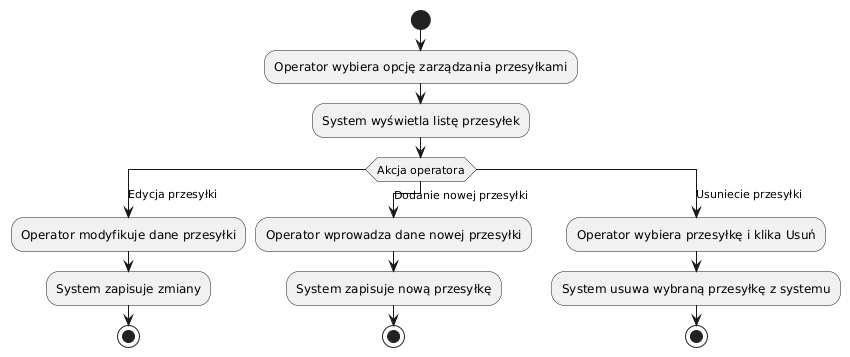 Operator wybiera opcję zarządzania przesyłkami
System wyświetla listę przesyłek
Akcja operatora
Edycja przesyłki
Dodanie nowej przesyłki
Usuniecie przesyłki
Operator modyfikuje dane przesyłki
Operator wprowadza dane nowej przesyłki
Operator wybiera przesyłkę i klika Usuń
System zapisuje zmiany
System zapisuje nową przesyłkę
System usuwa wybraną przesyłkę z systemu